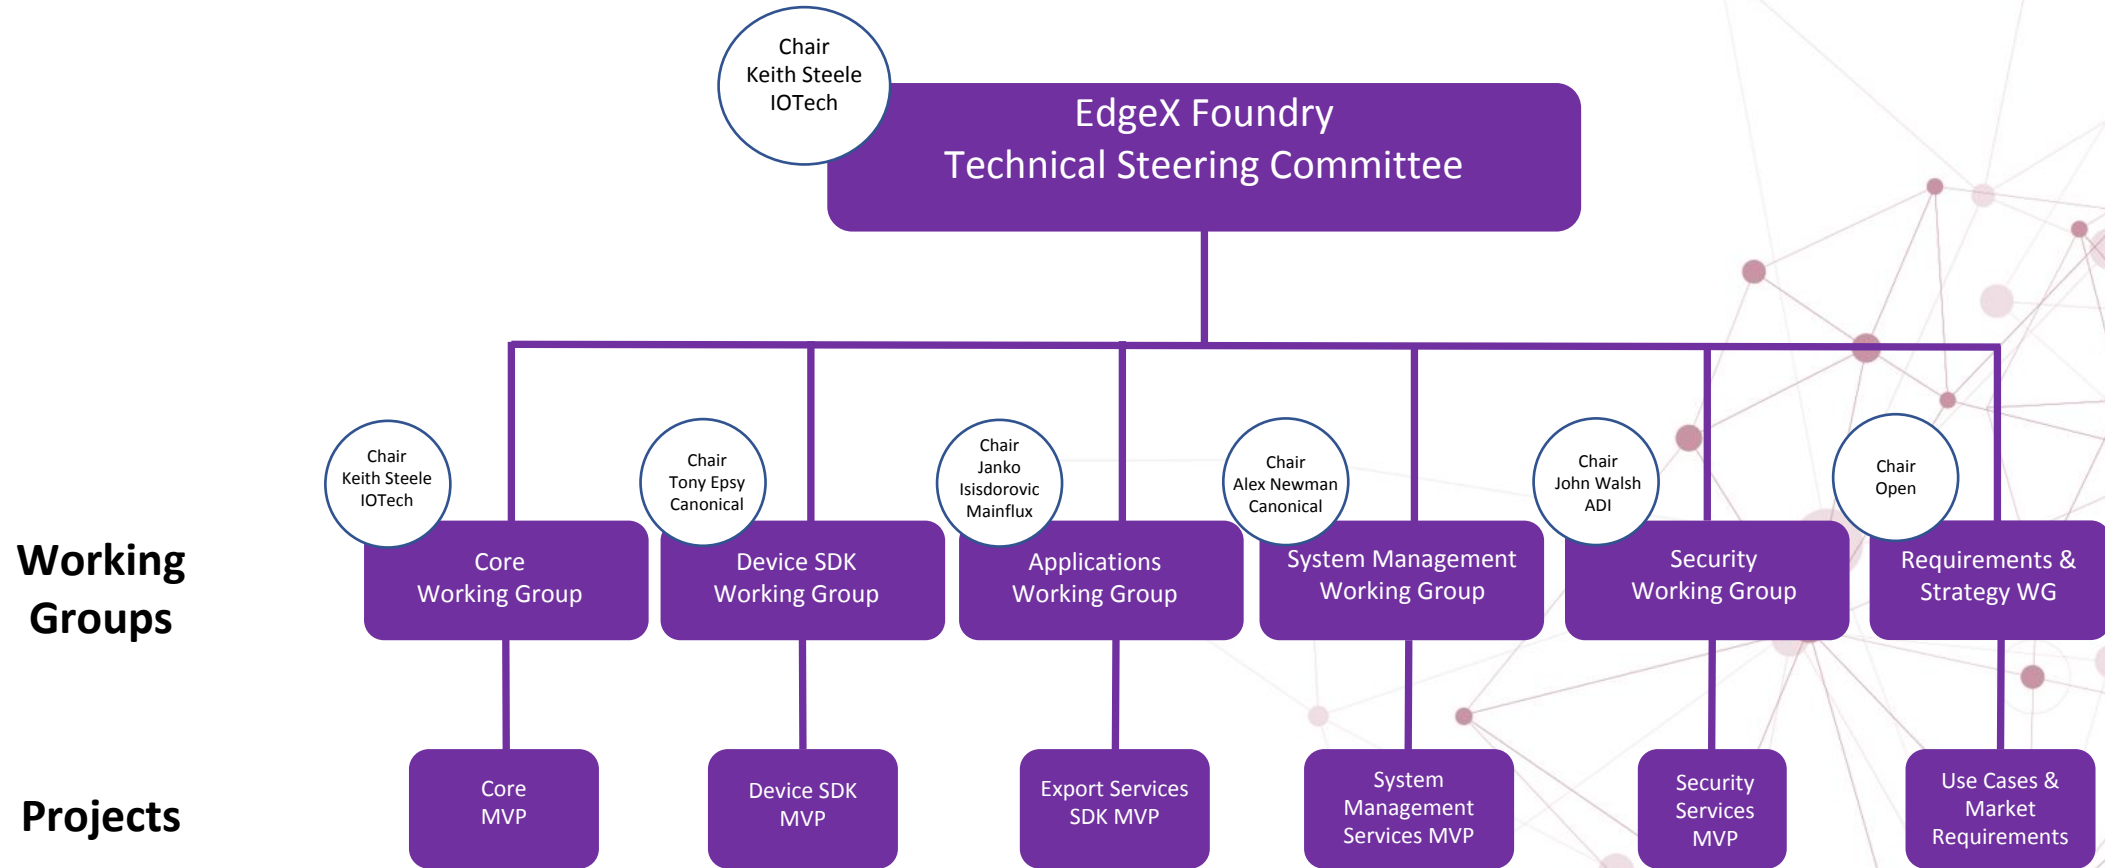 Chair
Keith Steele
IOTech
EdgeX Foundry
Technical Steering Committee
Working
Groups
Chair
Keith Steele
IOTech
Core
Working Group
Chair
Tony Epsy
Canonical
Device SDK
Working Group
Chair
Janko
Isisdorovic
Mainflux
Applications
Working Group
Chair
Alex Newman
Canonical
System Management
Working Group
Chair
John Walsh
ADI
Security
Working Group
Chair
Open
Requirements &
Strategy WG
Projects
Core
MVP
Device SDK
MVP
Export Services
SDK MVP
System
Management
Services MVP
Security
Services
MVP
Use Cases &
Market
Requirements